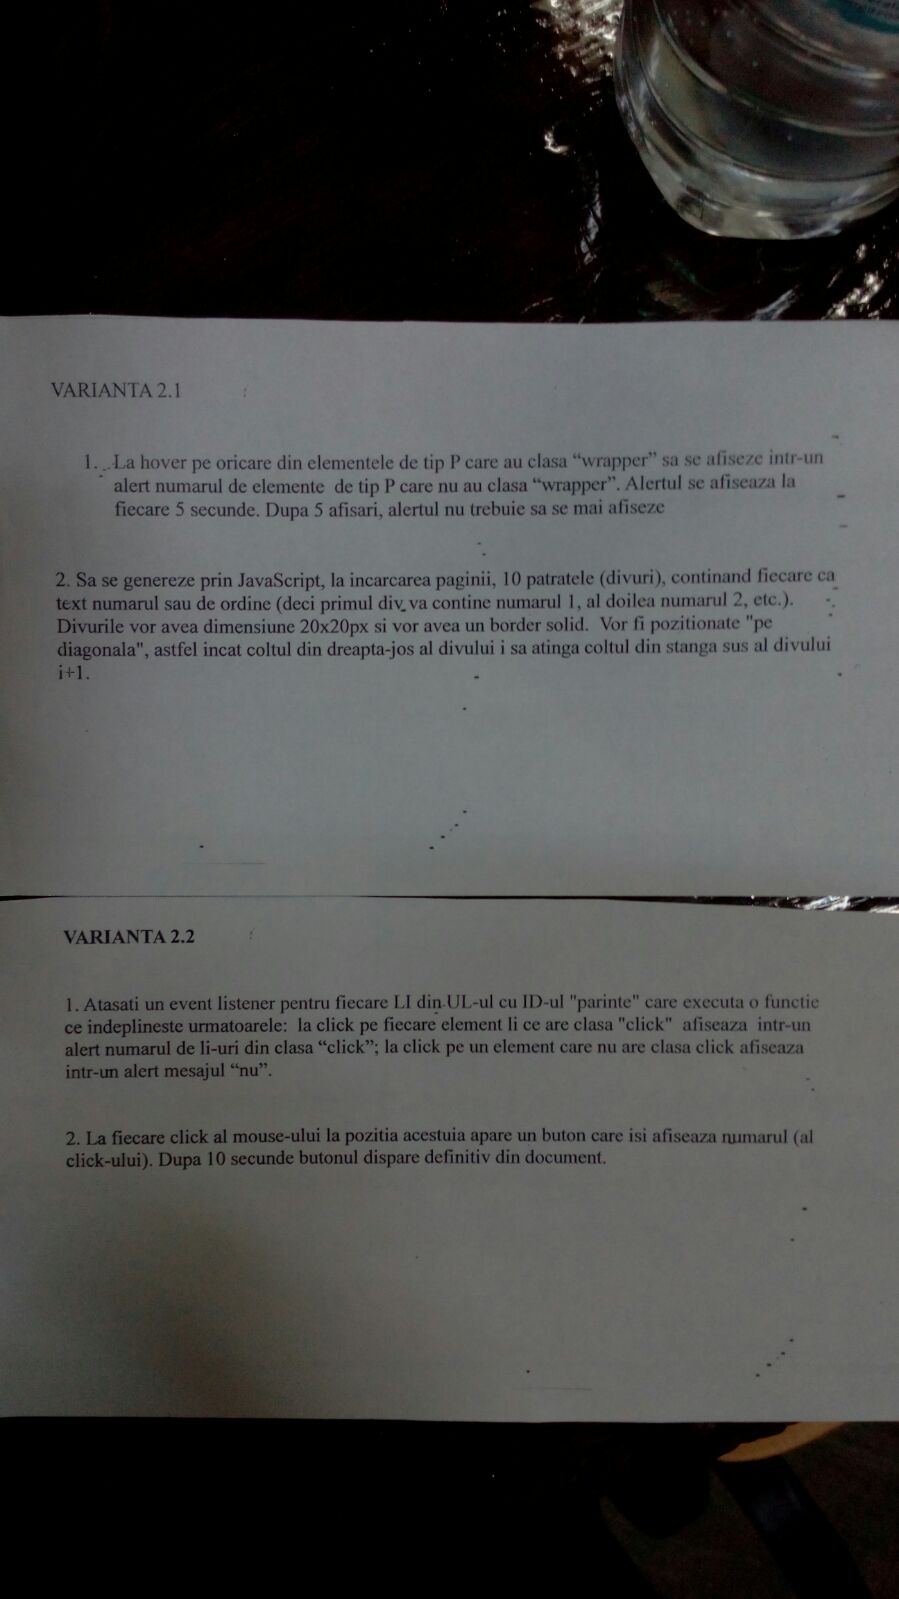 VARIANTA 2.1
1. La hover pe oricare din elementele de tip P care au clasa “wrapper” sa se afiseze intr-un
alert numarul de elemente de tip P care nu au clasa “wrapper”. Alertul se afiseaza la
fiecare 5 secunde. Dupa 5 afisari, alertul nu trebuie sa se mai afiseze
2. Sa se genereze prin JavaScript, la incarcarea paginii, 10 patratele (divuri), continand fiecare ca
text numarul sau de ordine (deci primul div va contine numarul 1, al doilea numarul 2, etc.).
Divurile vor avea dimensiune 20x20px si vor avea un border solid. Vor fi pozitionate "pe
diagonala", astfel incat coltul din dreapta-jos al divului i sa atinga coltul din stanga sus al divului
i+1.
VARIANTA 2.2
1. Atasati un event listener pentru fiecare LI din UL-ul cu ID-ul "parinte" care executa o functie
ce indeplineste urmatoarele: la click pe fiecare element li ce are clasa "click" afiseaza intr-un
alert numarul de li-uri din clasa “click”; la click pe un element care nu are clasa click afiseaza
intr-un alert mesajul “nu”.
2. La fiecare click al mouse-ului la pozitia acestuia apare un buton care isi afiseaza numarul (al
click-ului). Dupa 10 secunde butonul dispare definitiv din document.